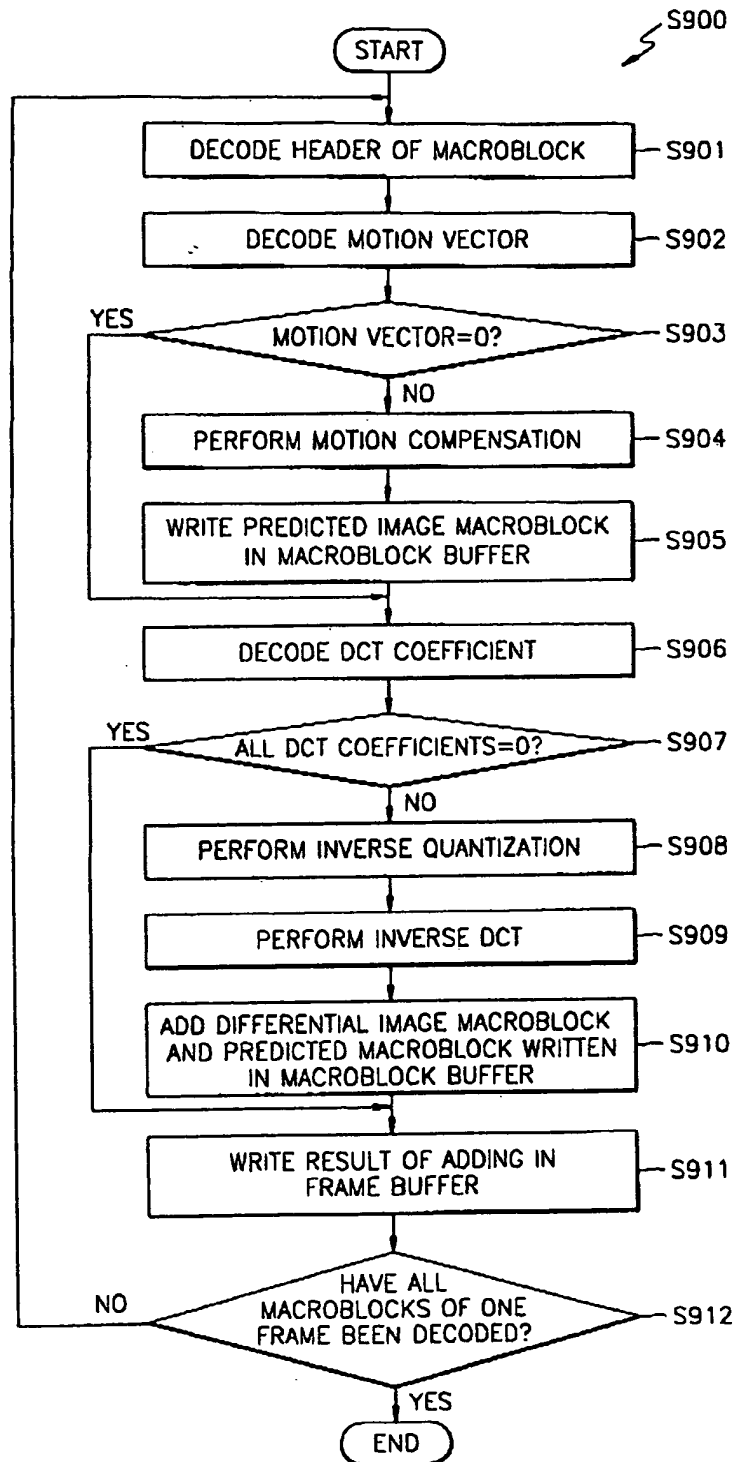 S900
START
DECODE HEADER OF MACROBLOCK
S901
DECODE MOTION VECTOR
S902
YES
MOTION VECTOR=0?
S903
NO
PERFORM MOTION COMPENSATION
S904
WRITE PREDICTED IMAGE MACROBLOCK
IN MACROBLOCK BUFFER
S905
DECODE DCT COEFFICIENT
S906
YES
ALL DCT COEFFICIENTS=0?
S907
NO
PERFORM INVERSE QUANTIZATION
S908
PERFORM INVERSE DCT
S909
ADD DIFFERENTIAL IMAGE MACROBLOCK
AND PREDICTED MACROBLOCK WRITTEN
IN MACROBLOCK BUFFER
S910
WRITE RESULT OF ADDING IN
FRAME BUFFER
S911
NO
HAVE ALL
MACROBLOCKS OF ONE
FRAME BEEN DECODED?
S912
YES
END